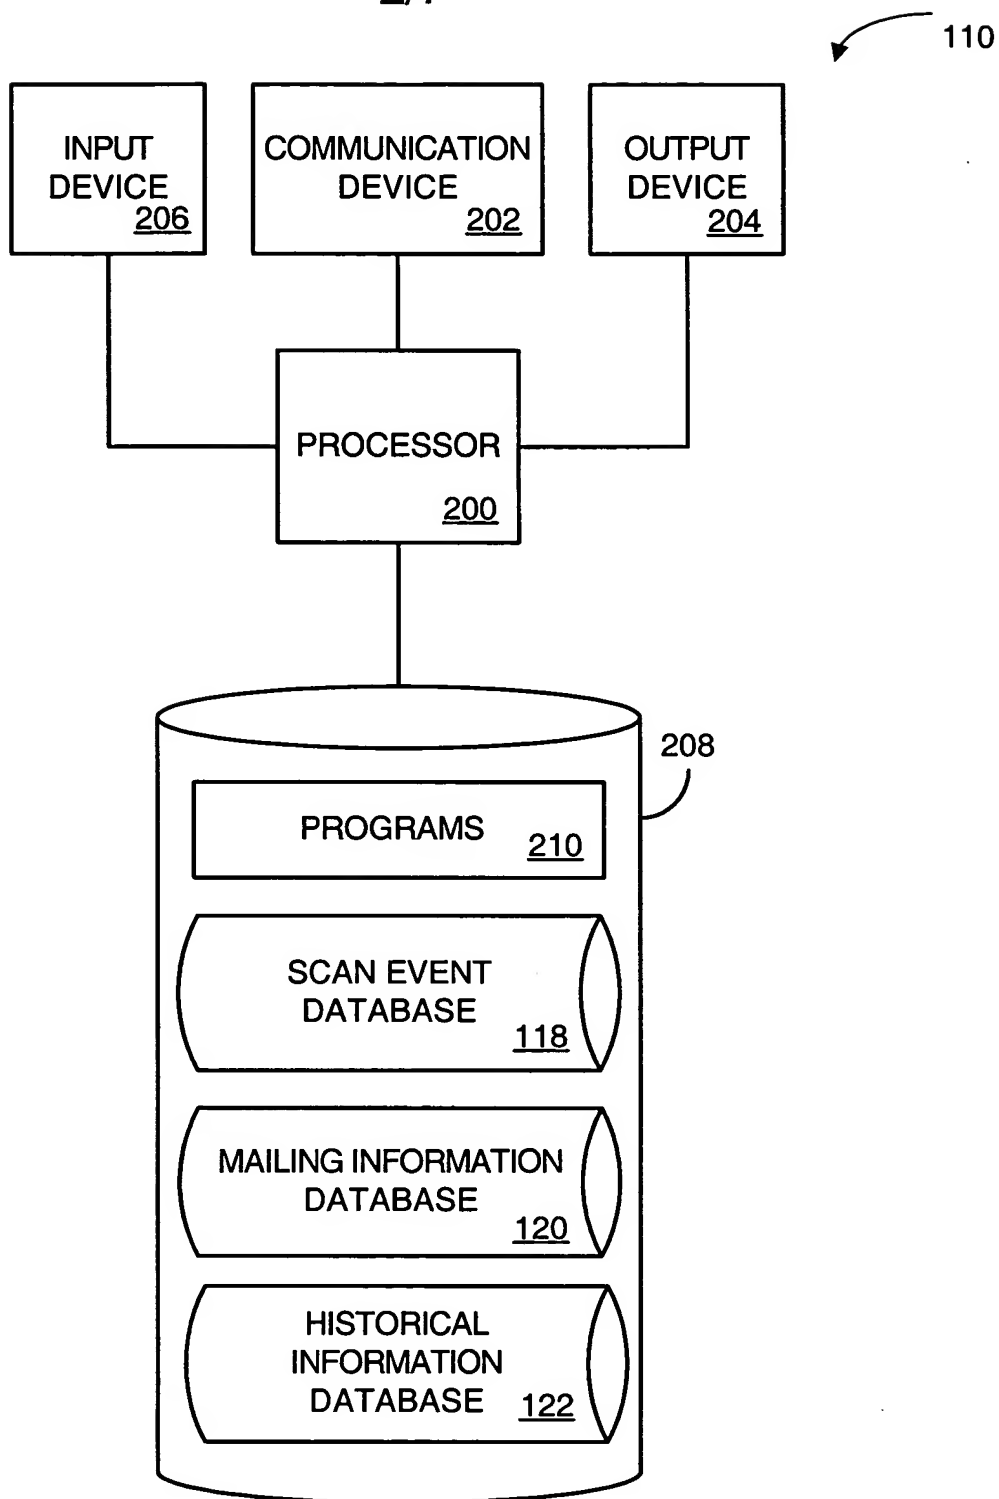 110
INPUT
DEVICE
206
COMMUNICATION
DEVICE
202
OUTPUT
DEVICE
204
PROCESSOR
200
208
PROGRAMS
210
SCAN EVENT
DATABASE
118
MAILING INFORMATION
DATABASE
120
HISTORICAL
INFORMATION
DATABASE
122